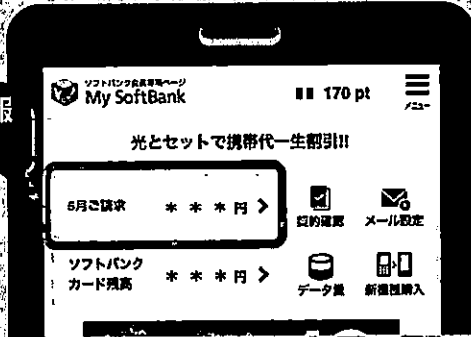 報
ソフトバンク会員専用ページ
My SoftBank
170 pt
メニュー
光とセットで携帯代一生割引!!
5月ご請求 ＊＊＊円 >
契約確認
メール設定
ソフトバンク
カード残高 ＊＊＊円 >
データ量
新機種購入